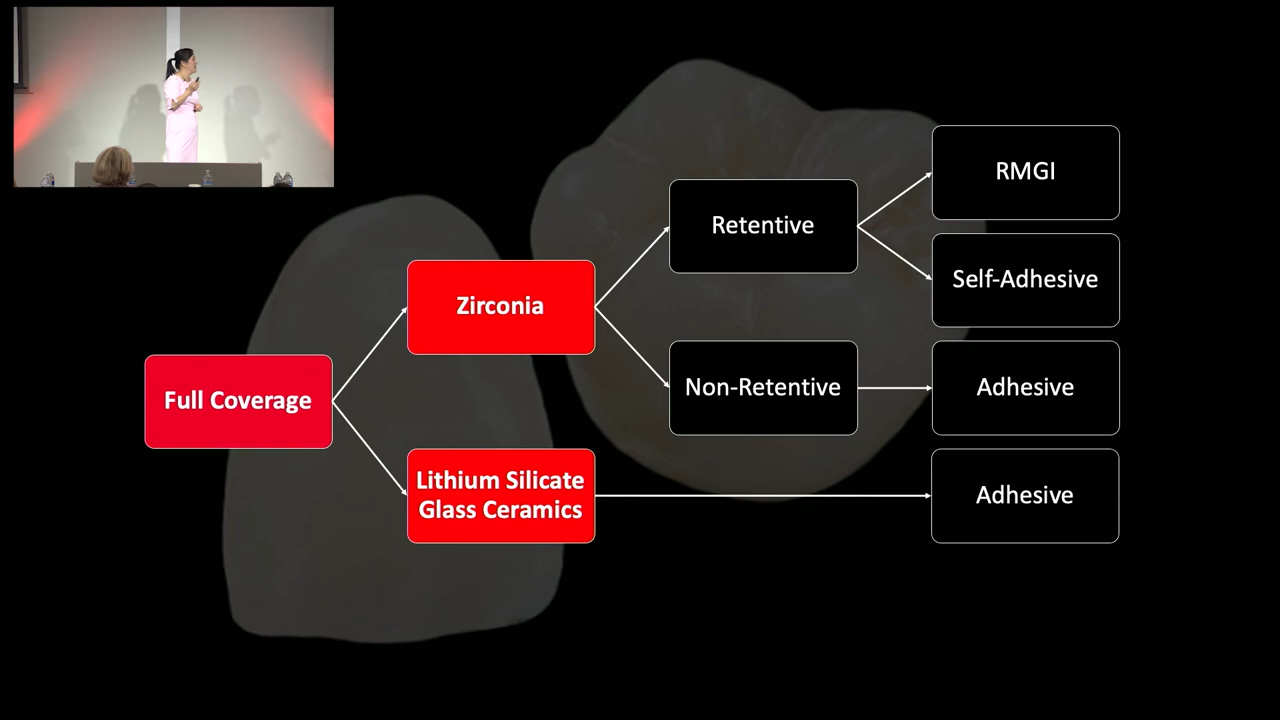 Full Coverage
Zirconia
Lithium Silicate
Glass Ceramics
Retentive
Non-Retentive
RMGI
Self-Adhesive
Adhesive
Adhesive